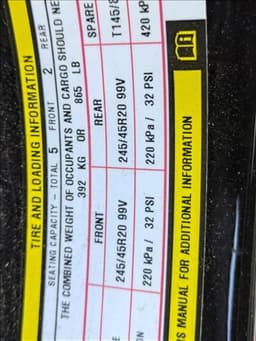 TIRE AND LOADING INFORMATION
SEATING CAPACITY - TOTAL 5 FRONT 2 REAR
THE COMBINED WEIGHT OF OCCUPANTS AND CARGO SHOULD NE
392 KG OR 865 LB
FRONT REAR SPARE
245/45R20 99V 245/45R20 99V T145/8
220 kPa / 32 PSI 220 kPa / 32 PSI 420 kP
S MANUAL FOR ADDITIONAL INFORMATION